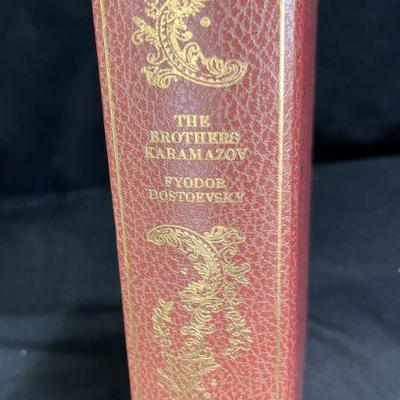 THE
BROTHERS
KARAMAZOV
FYODOR
DOSTOEVSKY